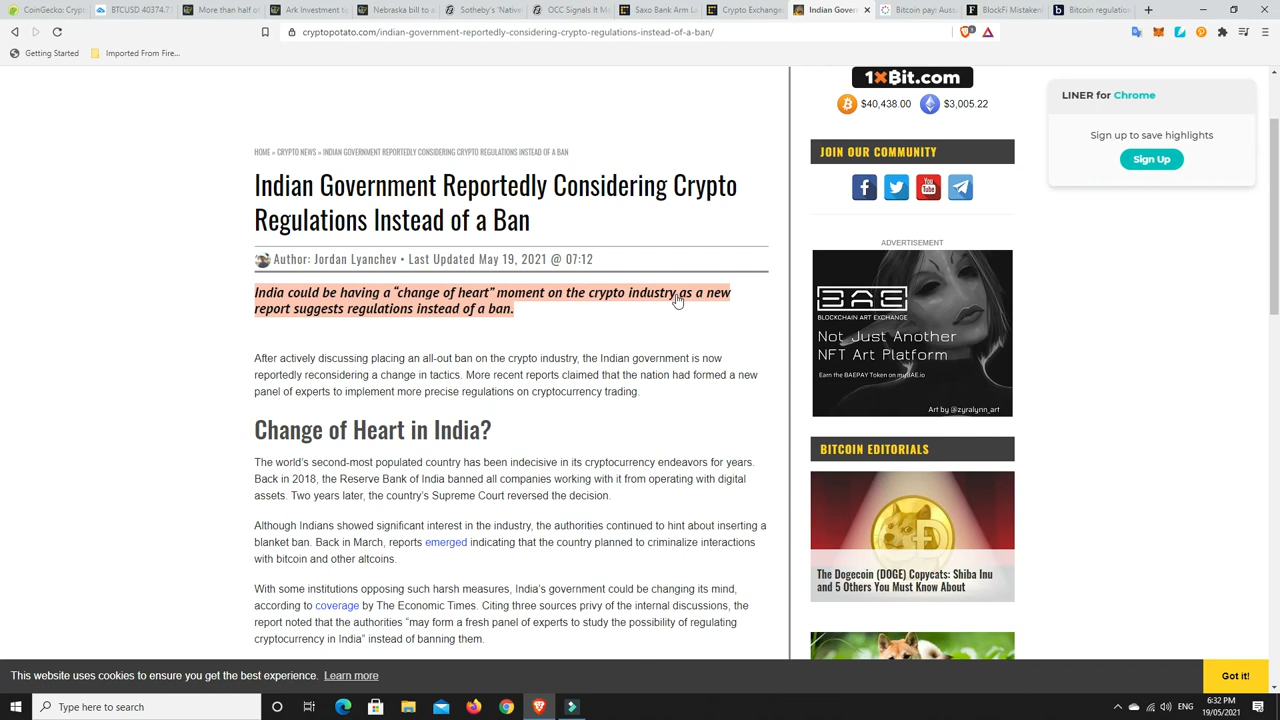 CoinGecko: Cryp
BTCUSD 40374.7
More than half of
Ark Investment t
Nebraska bill to a
Sotheby's 'Native
OCC Signals It M
Saxo Bank Arm La
Crypto Exchange
Indian Govern
Bitcoin pay: Auss
BlockFi Mistakenl
Bitcoin regulation
cryptopotato.com/indian-government-reportedly-considering-crypto-regulations-instead-of-a-ban/
Getting Started
Imported From...
1xBit.com
$40,438.00
$3,005.22
LINER for Chrome
Sign up to save highlights
Sign Up
HOME » CRYPTO NEWS » INDIAN GOVERNMENT REPORTEDLY CONSIDERING CRYPTO REGULATIONS INSTEAD OF A BAN
Indian Government Reportedly Considering Crypto
Regulations Instead of a Ban
Author: Jordan Lyanchev • Last Updated May 19, 2021 @ 07:12
India could be having a “change of heart” moment on the crypto industry as a new
report suggests regulations instead of a ban.
After actively discussing placing an all-out ban on the crypto industry, the Indian government is now
reportedly reconsidering a change in tactics. More recent reports claimed that the nation had formed a new
panel of experts to implement more precise regulations on cryptocurrency trading.
Change of Heart in India?
The world’s second-most populated country has been indecisive in its cryptocurrency endeavors for years.
Back in 2018, the Reserve Bank of India banned all companies working with it from operating with digital
assets. Two years later, the country’s Supreme Court reversed the decision.
Although Indians showed significant interest in the industry, the authorities continued to hint about inserting a
blanket ban. Back in March, reports emerged indicating that the country planned to criminalize interactions
with bitcoin and other altcoins.
With some institutions opposing such harsh measures, India’s government could be changing its mind,
according to coverage by The Economic Times. Citing three sources privy of the internal discussions, the
report noted that the authorities “may form a fresh panel of experts to study the possibility of regulating
cryptocurrency in India” instead of banning them.
JOIN OUR COMMUNITY
You
Tube
ADVERTISEMENT
BAE
BLOCKCHAIN ART EXCHANGE
Not Just Another
NFT Art Platform
Earn the BAEPAY Token on myBAE.io
Art by @zyralynn_art
BITCOIN EDITORIALS
The Dogecoin (DOGE) Copycats: Shiba Inu
and 5 Others You Must Know About
This website uses cookies to ensure you get the best experience. Learn more
Got it!
Type here to search
ENG
6:32 PM
19/05/2021